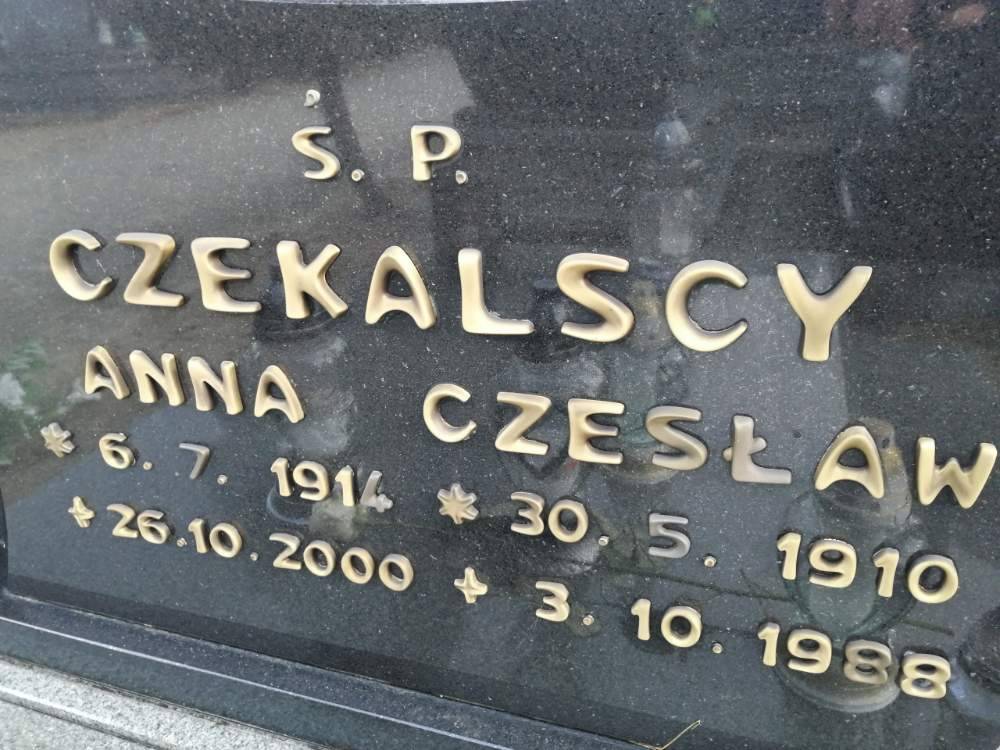 Ś. P.
CZEKALSCY
ANNA CZESŁAW
* 6. 7. 1914 * 30. 5. 1910
+ 26.10.2000 + 3. 10. 1988